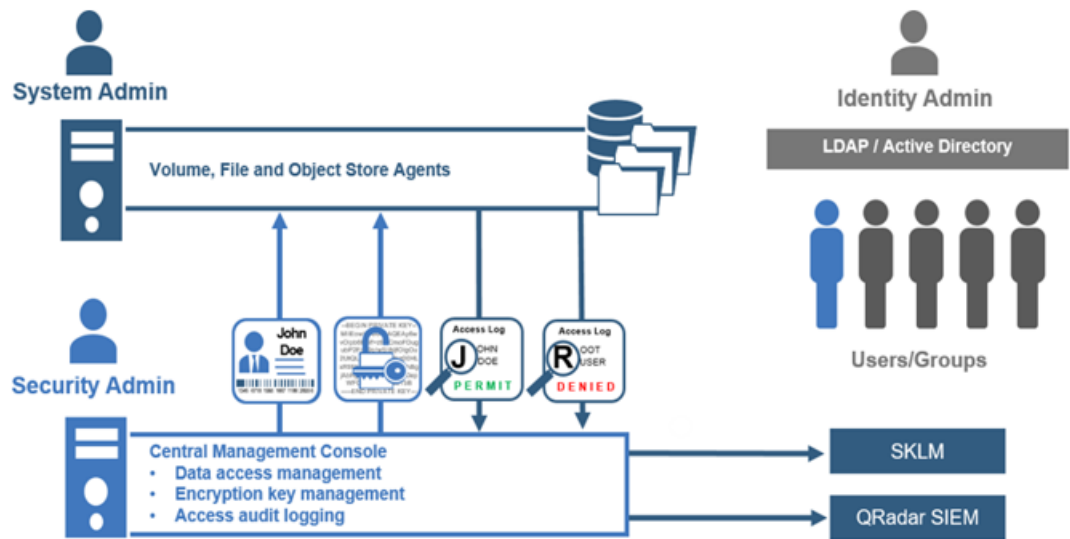 System Admin
Identity Admin
LDAP / Active Directory
Volume, File and Object Store Agents
John
Doe
Access Log
JOHN
DOE
PERMIT
Access Log
ROOT
USER
DENIED
Users/Groups
Security Admin
Central Management Console
• Data access management
• Encryption key management
• Access audit logging
SKLM
QRadar SIEM